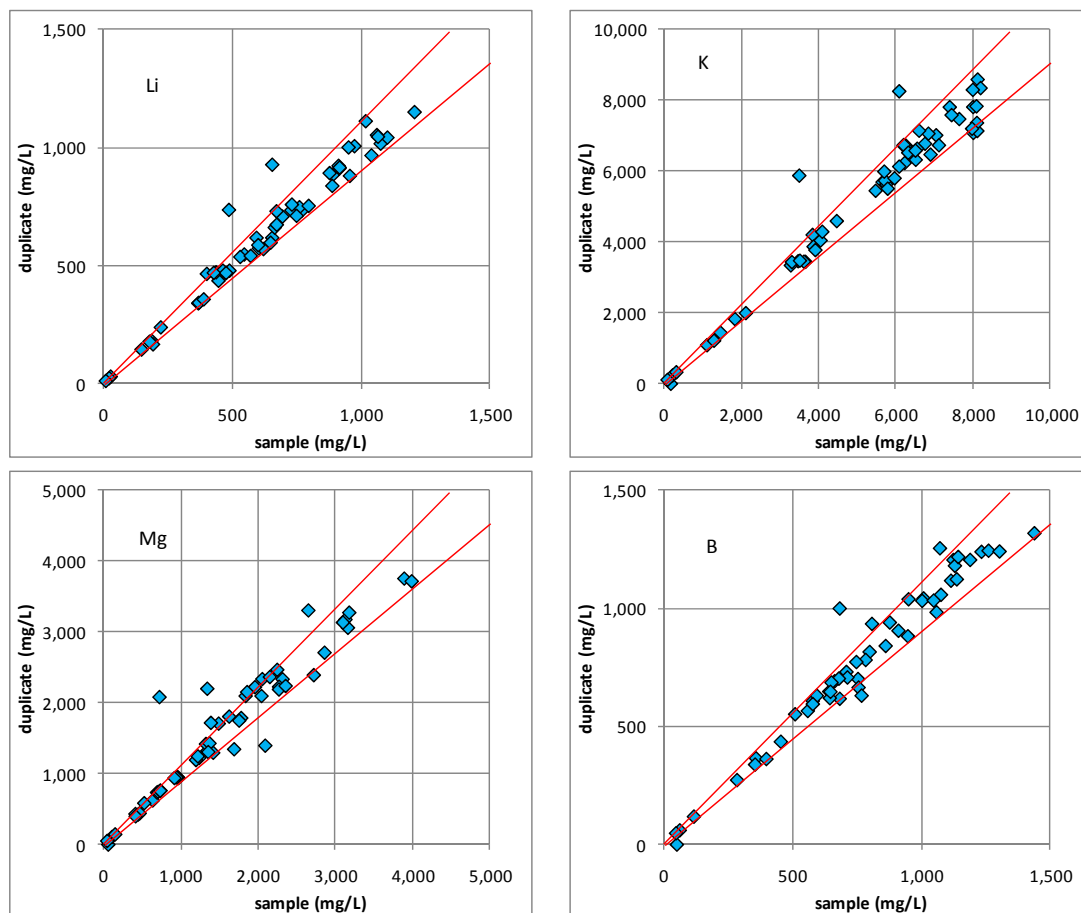 1,500
1,000
500
0
duplicate (mg/L)
Li
0 500 1,000 1,500
sample (mg/L)
10,000
8,000
6,000
4,000
2,000
0
duplicate (mg/L)
K
0 2,000 4,000 6,000 8,000 10,000
sample (mg/L)
5,000
4,000
3,000
2,000
1,000
0
duplicate (mg/L)
Mg
0 1,000 2,000 3,000 4,000 5,000
sample (mg/L)
1,500
1,000
500
0
duplicate (mg/L)
B
0 500 1,000 1,500
sample (mg/L)